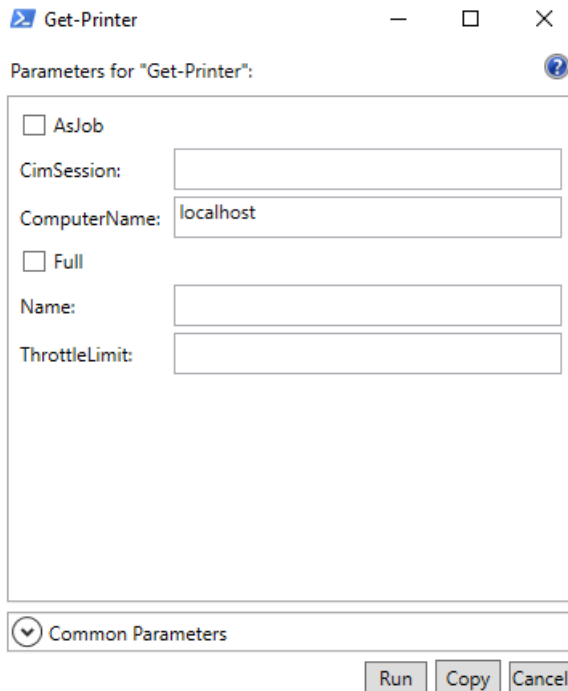 Get-Printer
Parameters for "Get-Printer":
AsJob
CimSession:
ComputerName: localhost
Full
Name:
ThrottleLimit:
Common Parameters
Run Copy Cancel